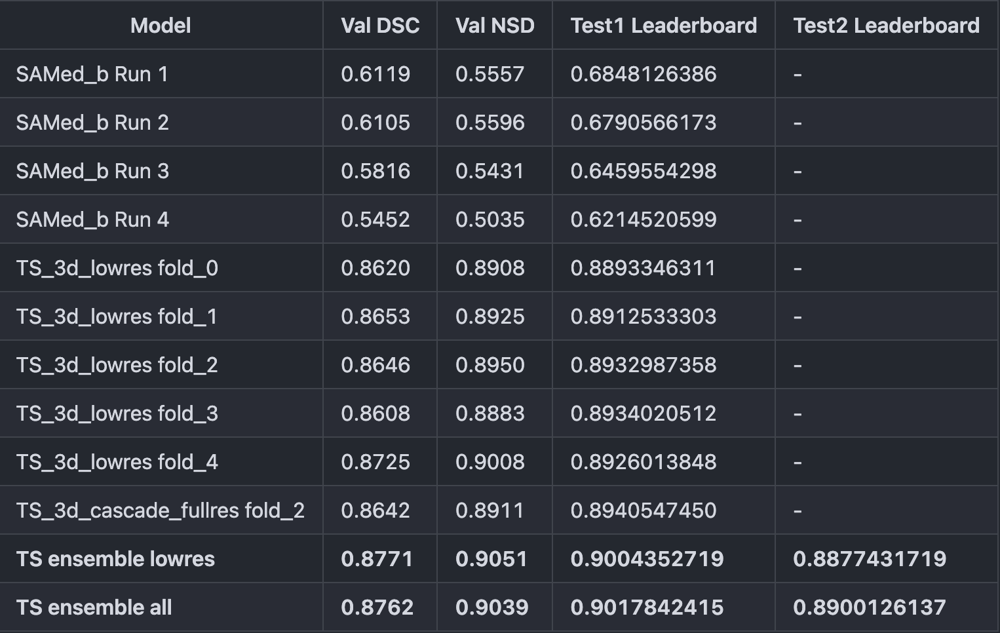 Model Val DSC Val NSD Test1 Leaderboard Test2 Leaderboard
SAMed_b Run 1 0.6119 0.5557 0.6848126386 -
SAMed_b Run 2 0.6105 0.5596 0.6790566173 -
SAMed_b Run 3 0.5816 0.5431 0.6459554298 -
SAMed_b Run 4 0.5452 0.5035 0.6214520599 -
TS_3d_lowres fold_0 0.8620 0.8908 0.8893346311 -
TS_3d_lowres fold_1 0.8653 0.8925 0.8912533303 -
TS_3d_lowres fold_2 0.8646 0.8950 0.8932987358 -
TS_3d_lowres fold_3 0.8608 0.8883 0.8934020512 -
TS_3d_lowres fold_4 0.8725 0.9008 0.8926013848 -
TS_3d_cascade_fullres fold_2 0.8642 0.8911 0.8940547450 -
TS ensemble lowres 0.8771 0.9051 0.9004352719 0.8877431719
TS ensemble all 0.8762 0.9039 0.9017842415 0.8900126137